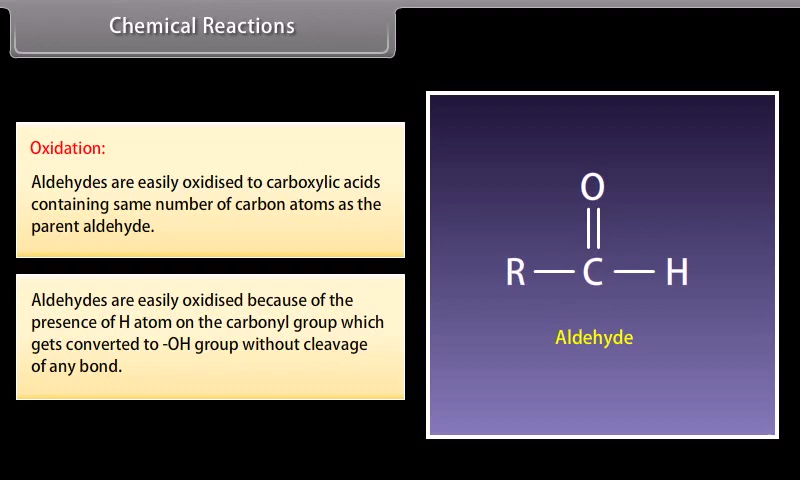 Chemical Reactions
Oxidation:
Aldehydes are easily oxidised to carboxylic acids
containing same number of carbon atoms as the
parent aldehyde.
Aldehydes are easily oxidised because of the
presence of H atom on the carbonyl group which
gets converted to -OH group without cleavage
of any bond.
O
R — C — H
Aldehyde